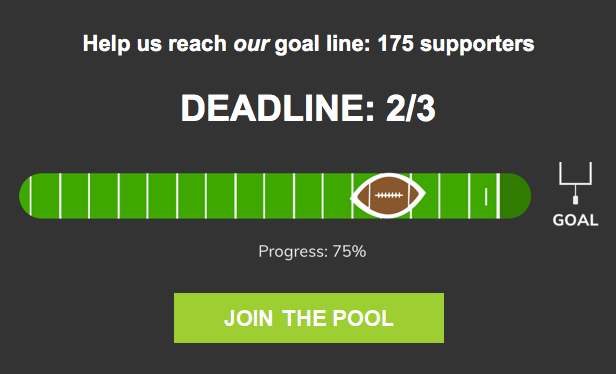 Help us reach our goal line: 175 supporters
DEADLINE: 2/3
GOAL
Progress: 75%
JOIN THE POOL